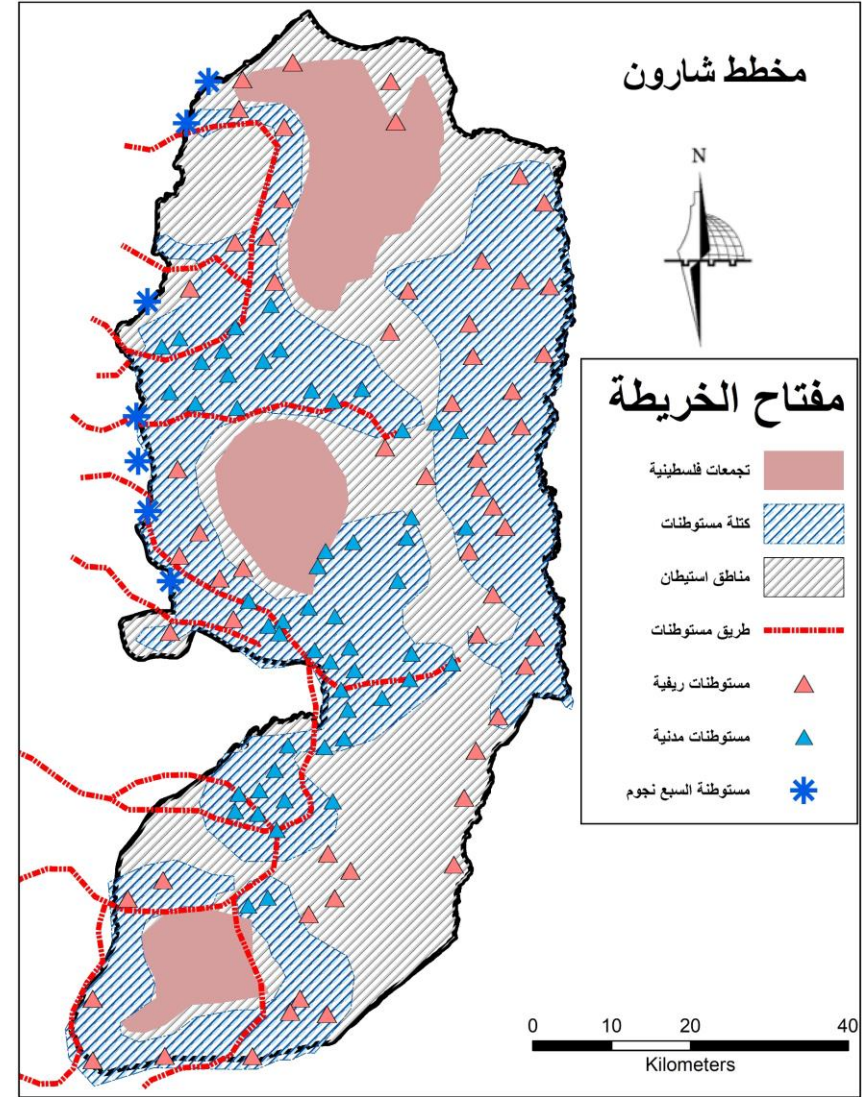 مخطط شارون
N
مفتاح الخريطة
تجمعات فلسطينية
كتلة مستوطنات
مناطق استيطان
طريق مستوطنات
مستوطنات ريفية
مستوطنات مدنية
مستوطنة السبع نجوم
0 10 20 40
Kilometers